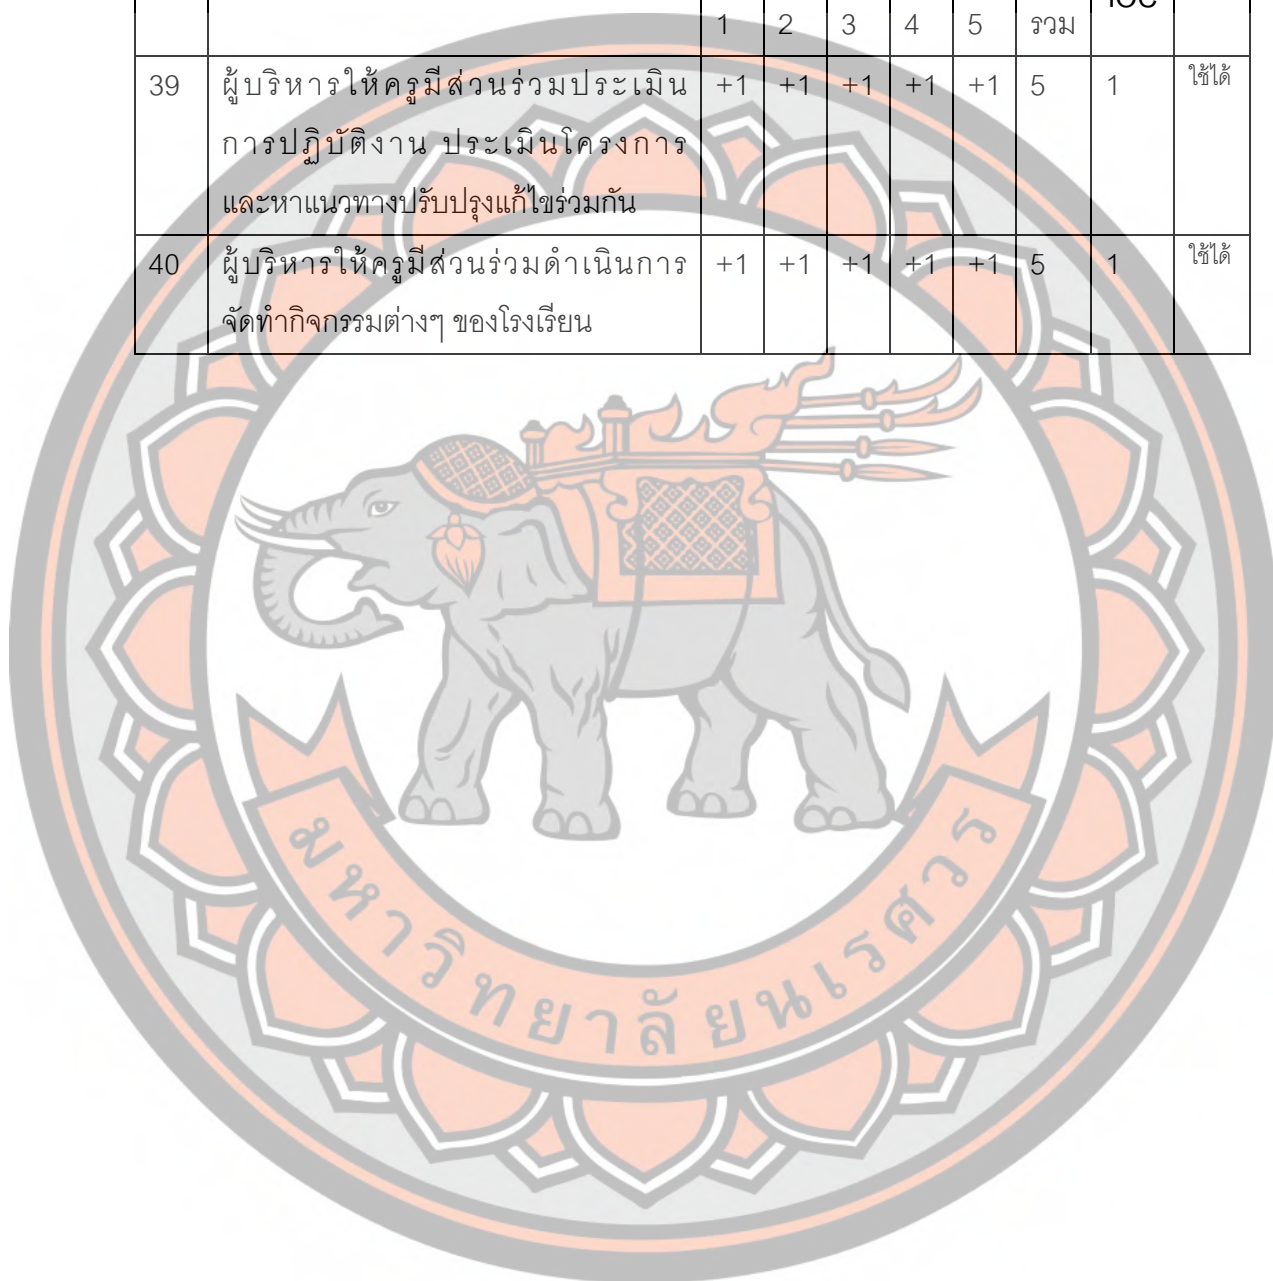 IOC
1 2 3 4 5 รวม
39 ผู้บริหารให้ครูมีส่วนร่วมประเมิน +1 +1 +1 +1 +1 5 1 ใช้ได้
การปฏิบัติงาน ประเมินโครงการ
และหาแนวทางปรับปรุงแก้ไขร่วมกัน
40 ผู้บริหารให้ครูมีส่วนร่วมดำเนินการ +1 +1 +1 +1 +1 5 1 ใช้ได้
จัดทำกิจกรรมต่างๆ ของโรงเรียน
มหาวิทยาลัยนเรศวร